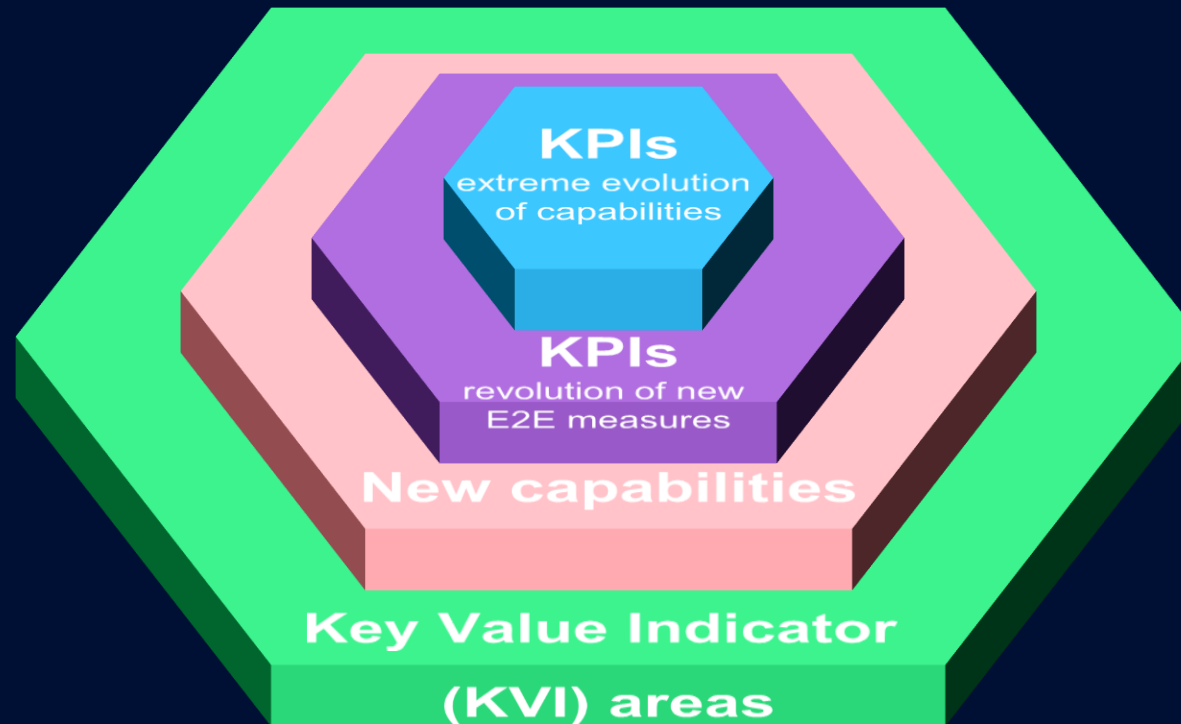 KPIs
extreme evolution
of capabilities
KPIs
revolution of new
E2E measures
New capabilities
Key Value Indicator
(KVI) areas